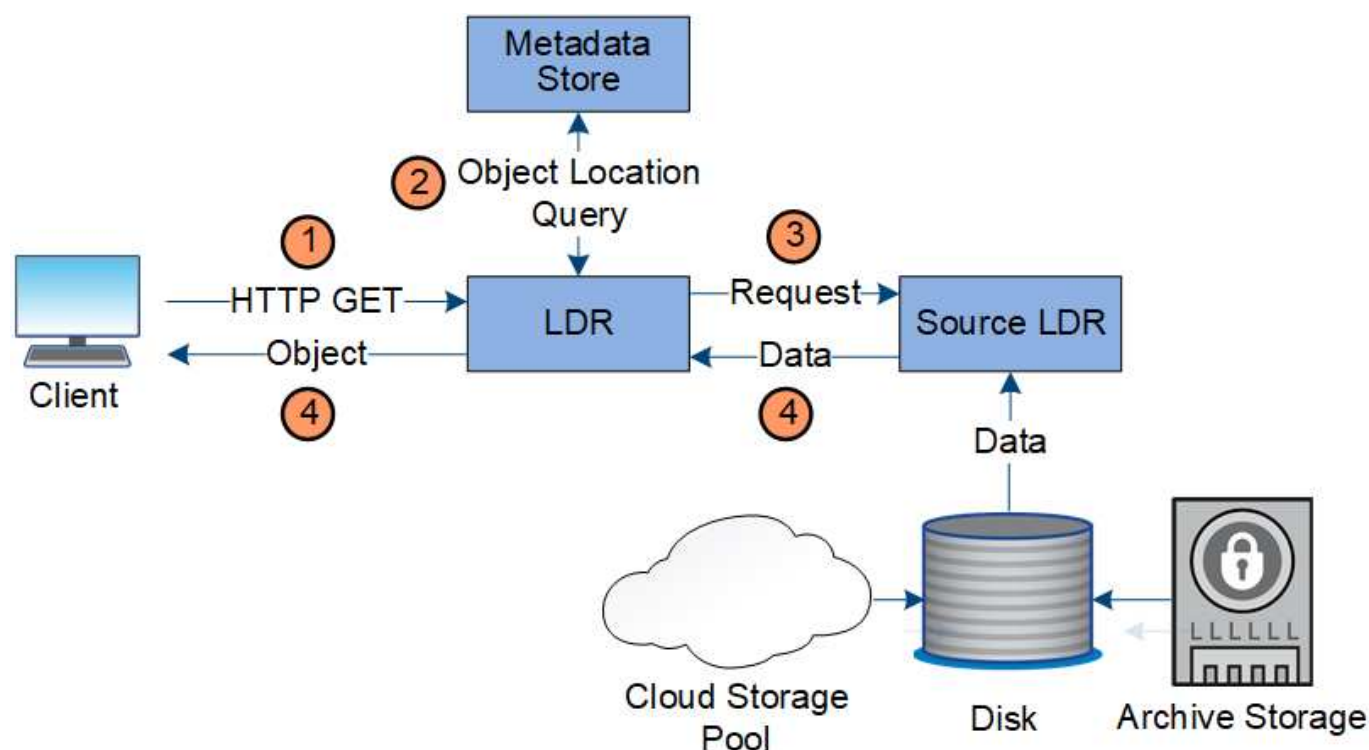 Metadata
Store
2
Object Location
Query
1
3
HTTP GET
LDR
Request
Source LDR
Object
Data
Client
4
4
Data
LLLLLL
Cloud Storage
Pool
Disk
Archive Storage